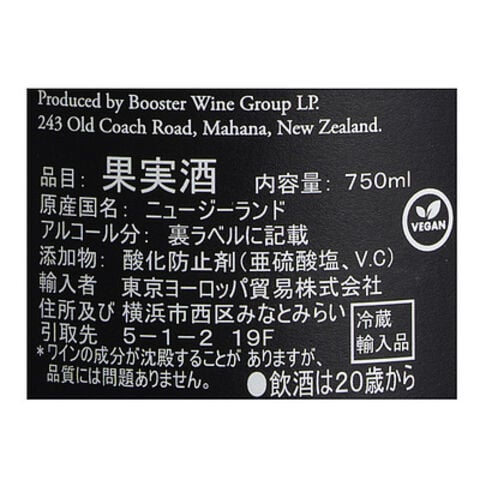 Produced by Booster Wine Group LP.
243 Old Coach Road, Mahana, New Zealand.
品目: 果実酒 内容量: 750ml
原産国名: ニュージーランド
アルコール分: 裏ラベルに記載
VEGAN
添加物: 酸化防止剤(亜硫酸塩、V.C)
輸入者 東京ヨーロッパ貿易株式会社
住所及び 横浜市西区みなとみらい
引取先 5-1-2 19F
冷蔵
輸入品
*ワインの成分が沈殿することが ありますが、
品質には問題ありません。
●飲酒は20歳から